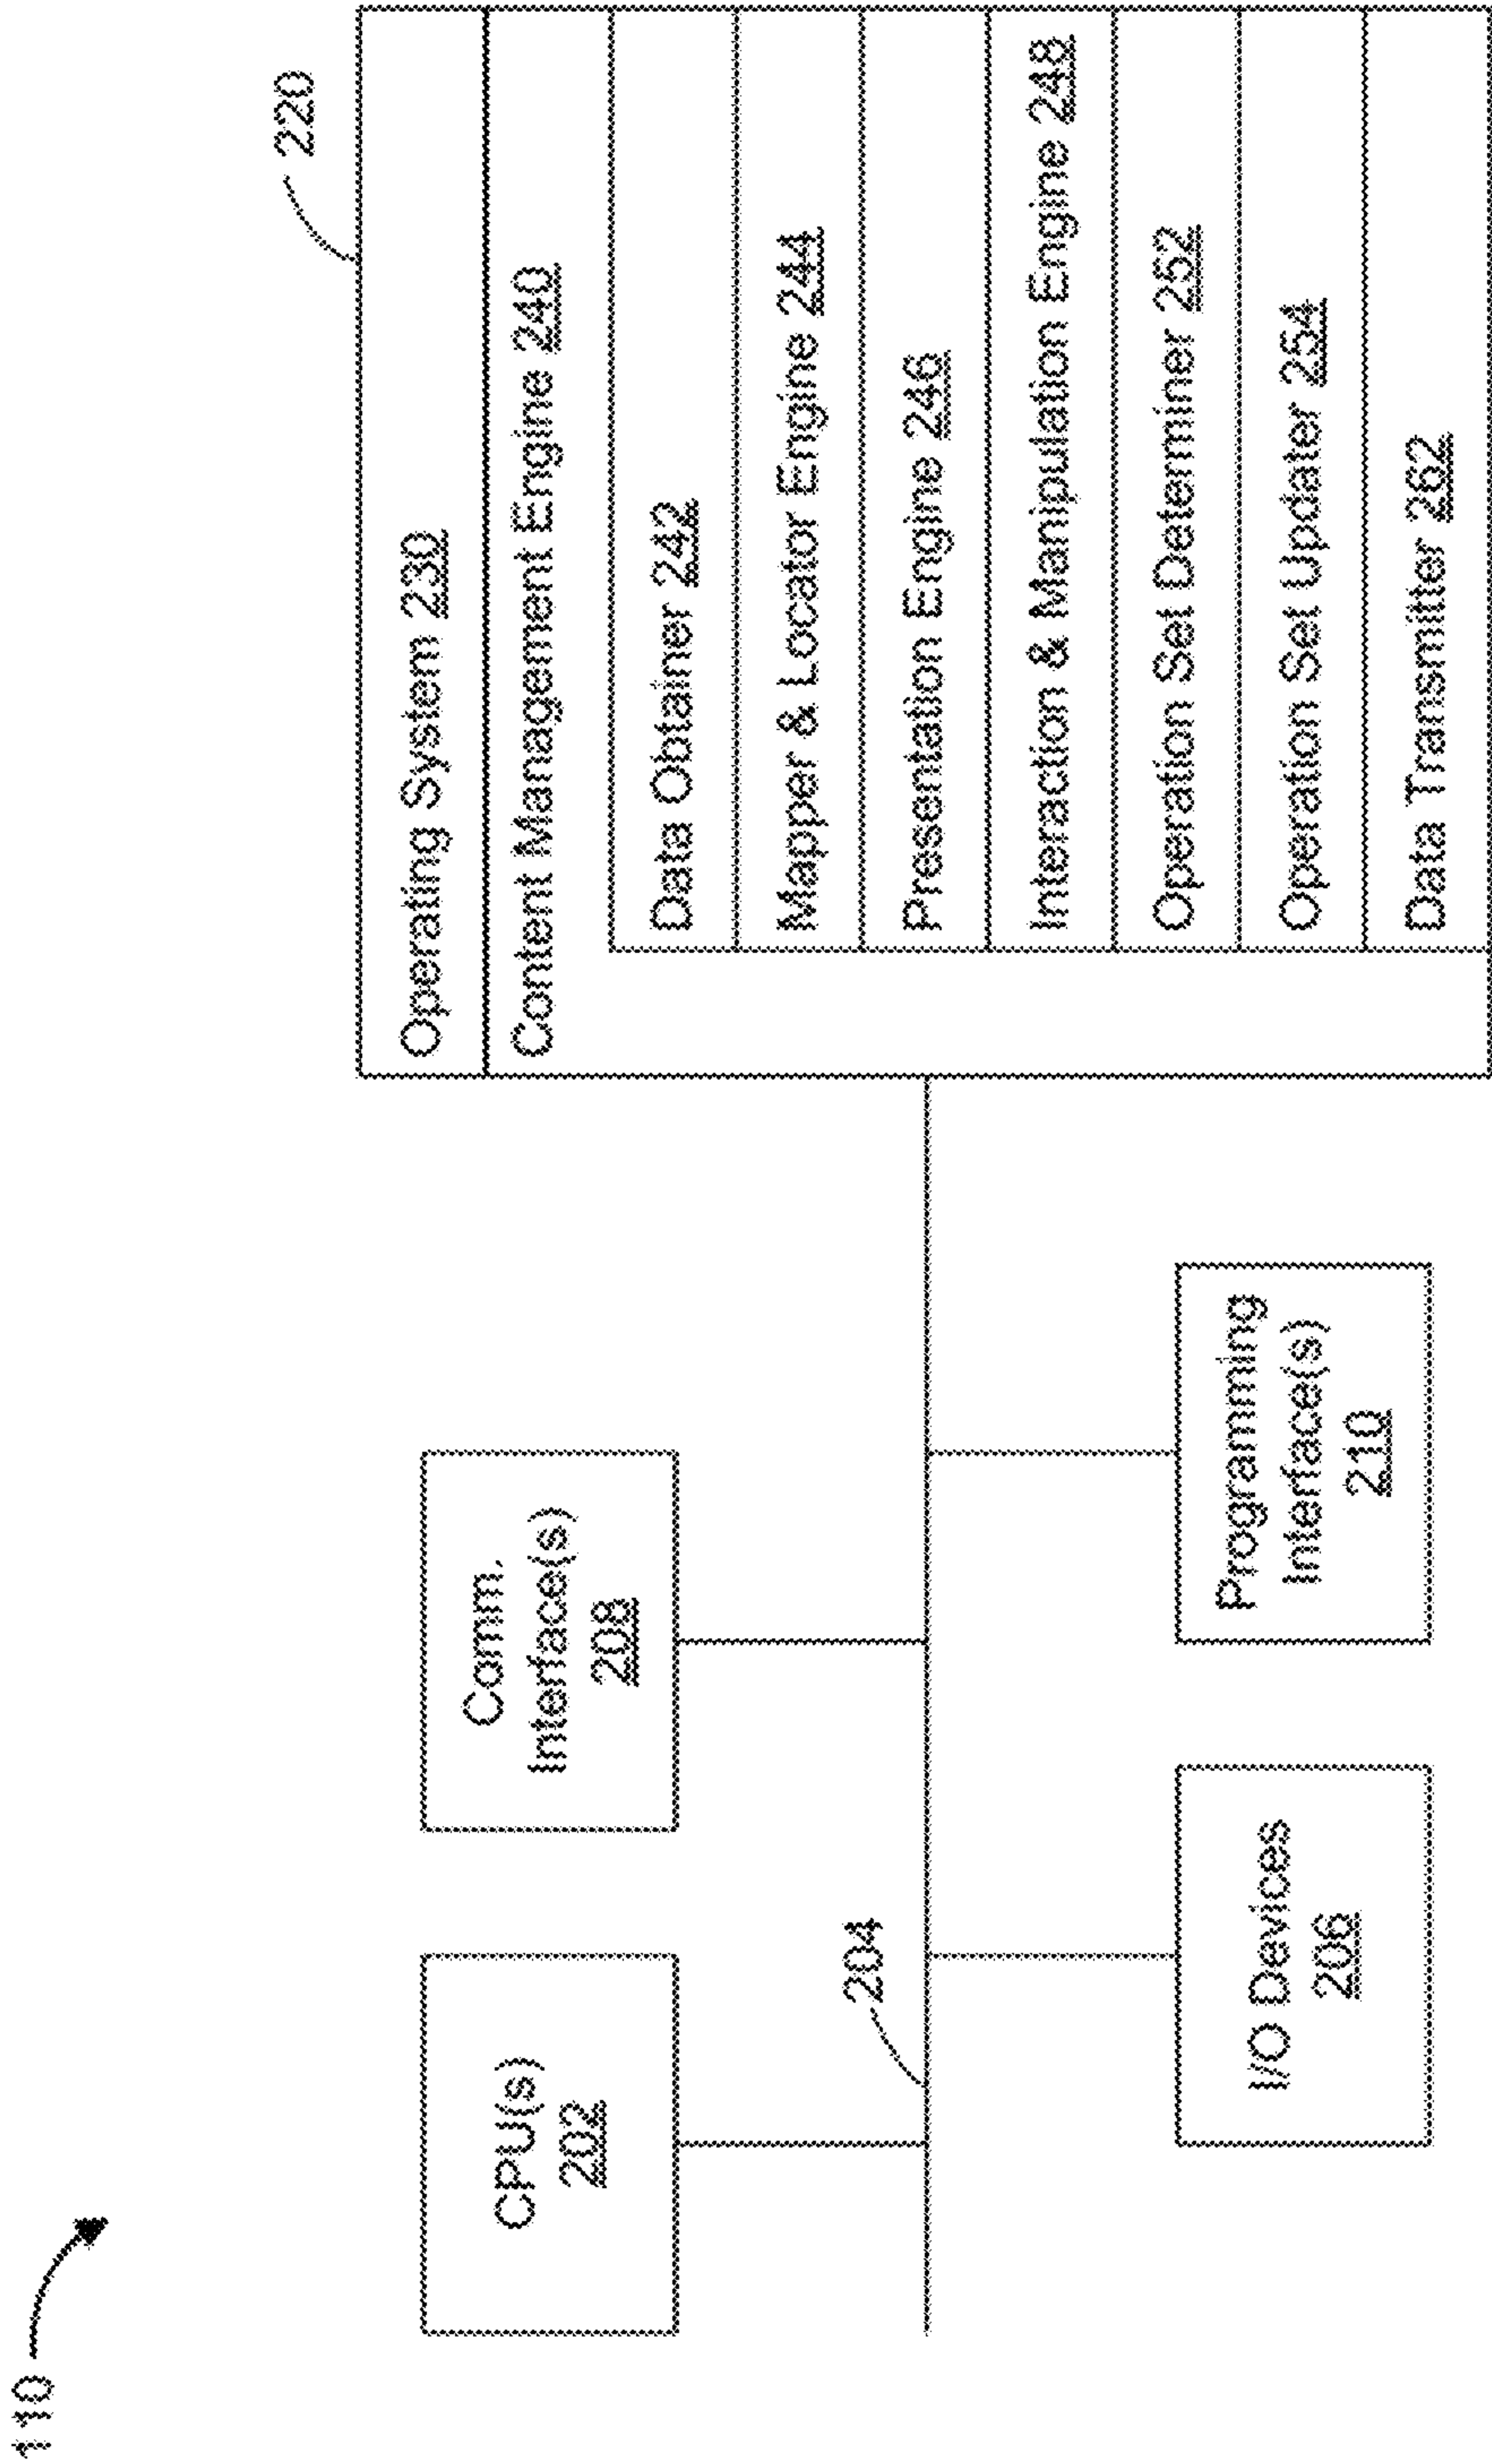 110
CPU(s)
202
Comm.
Interface(s)
208
204
I/O Devices
206
Programming
Interface(s)
210
220
Operating System 230
Content Management Engine 240
Data Obtainer 242
Mapper & Locator Engine 244
Presentation Engine 246
Interaction & Manipulation Engine 248
Operation Set Determiner 252
Operation Set Updater 254
Data Transmitter 262